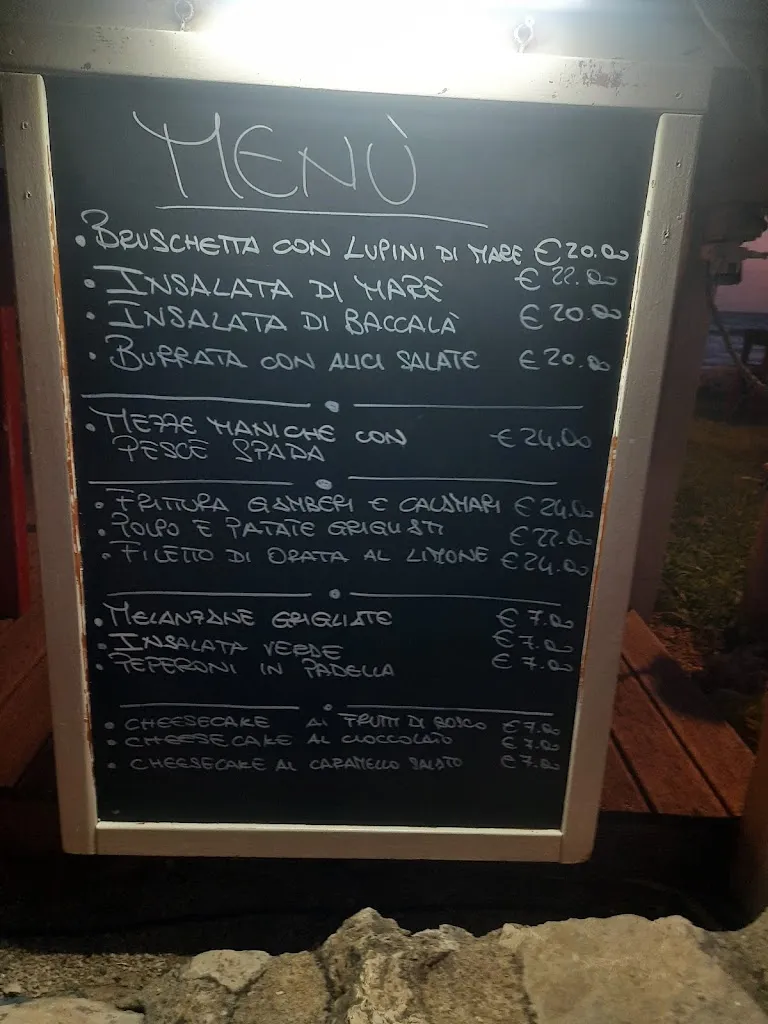 MENÙ
• BRUSCHETTA CON LUPINI DI MARE € 20.00
• INSALATA DI MARE € 22.00
• INSALATA DI BACCALÀ € 20.00
• BURRATA CON ALICI SALATE € 20.00
• MEZZE MANICHE CON € 24.00
PESCE SPADA
• FRITTURA GAMBERI E CALAMARI € 24.00
• POLPO E PATATE GRIGLIATI € 22.00
• FILETTO DI ORATA AL LIMONE € 24.00
• MELANZANE GRIGLIATE € 7.00
• INSALATA VERDE € 7.00
• PEPERONI IN PADELLA € 7.00
• CHEESECAKE AI FRUTTI DI BOSCO € 7.00
• CHEESECAKE AL CIOCCOLATO € 7.00
• CHEESECAKE AL CARAMELLO SALATO € 7.00